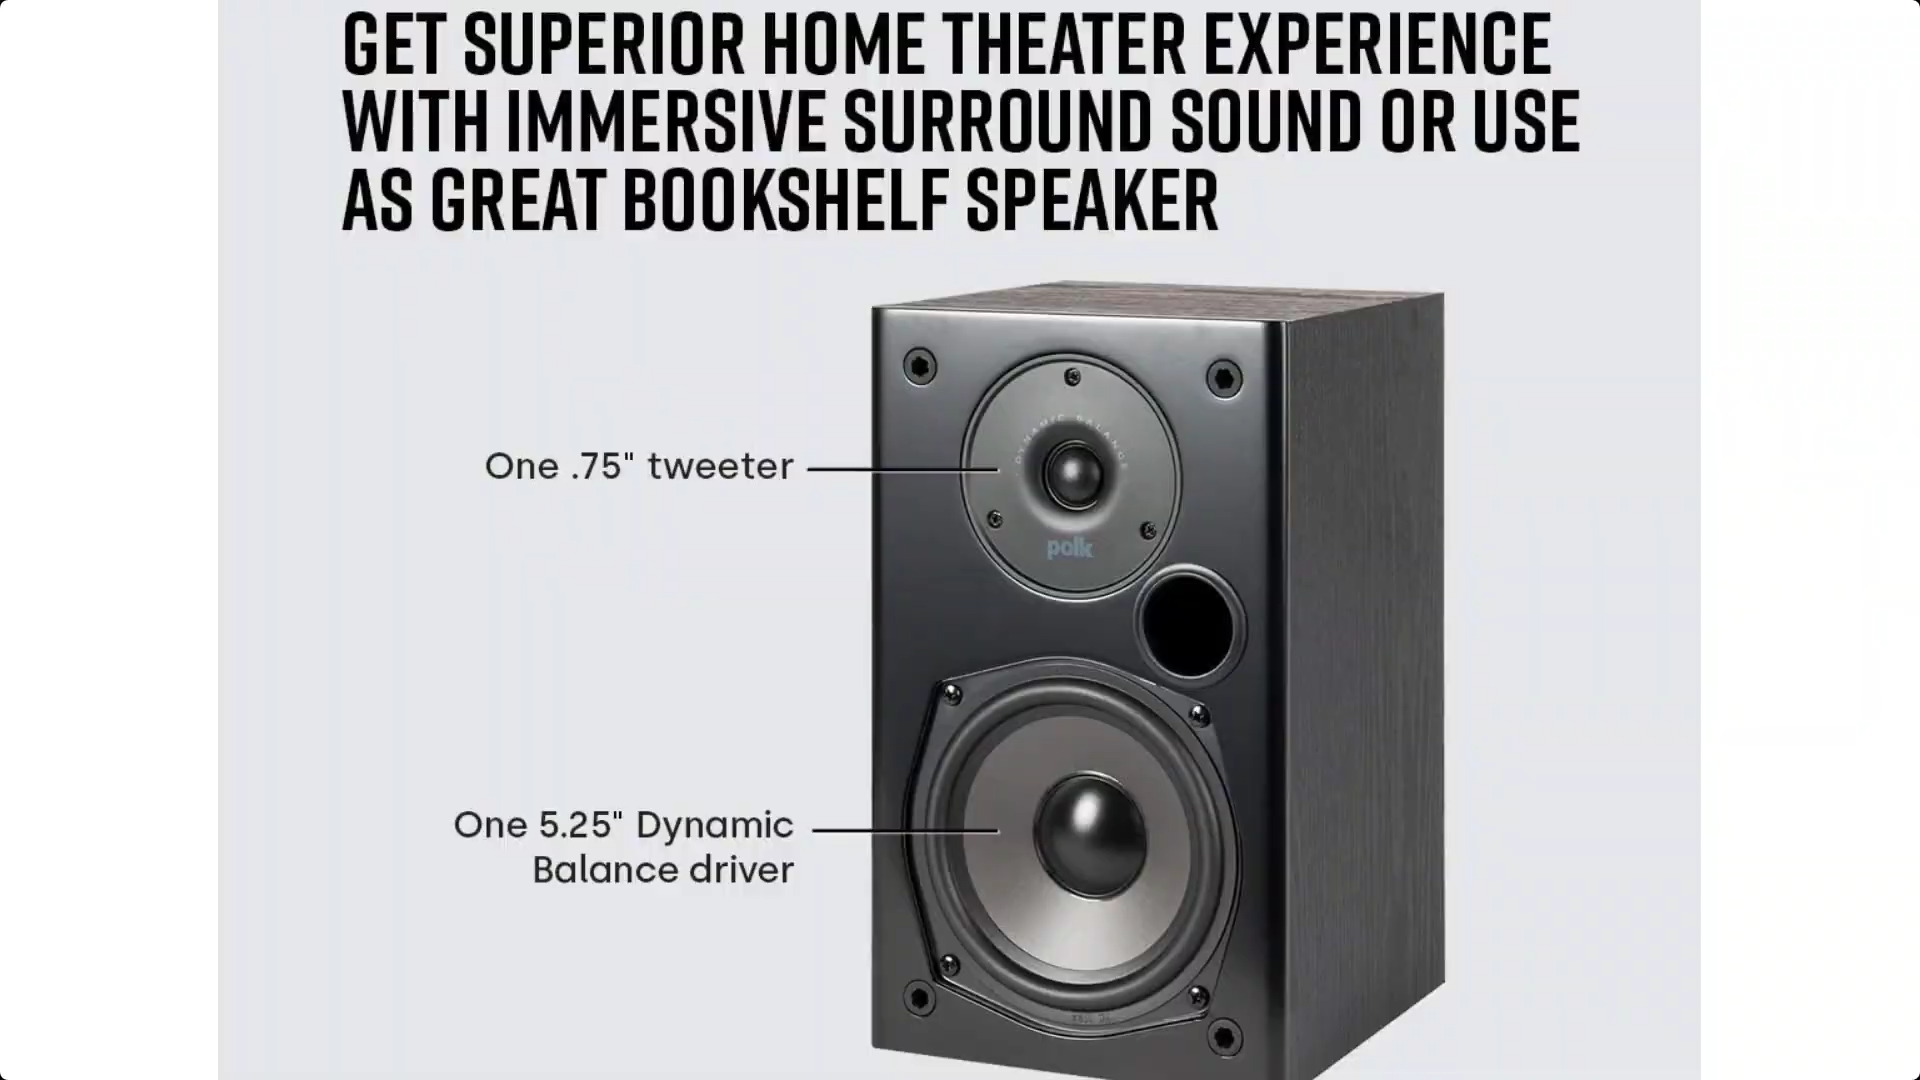 GET SUPERIOR HOME THEATER EXPERIENCE
WITH IMMERSIVE SURROUND SOUND OR USE
AS GREAT BOOKSHELF SPEAKER
One .75" tweeter
DYNAMIC BALANCE
polk
One 5.25" Dynamic
Balance driver